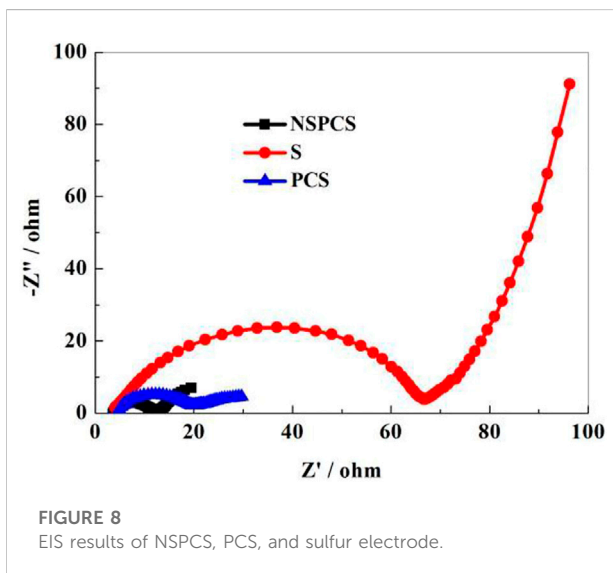 100
80
60
40
20
0
-Z" / ohm
NSPCS
S
PCS
0 20 40 60 80 100
Z' / ohm
FIGURE 8
EIS results of NSPCS, PCS, and sulfur electrode.